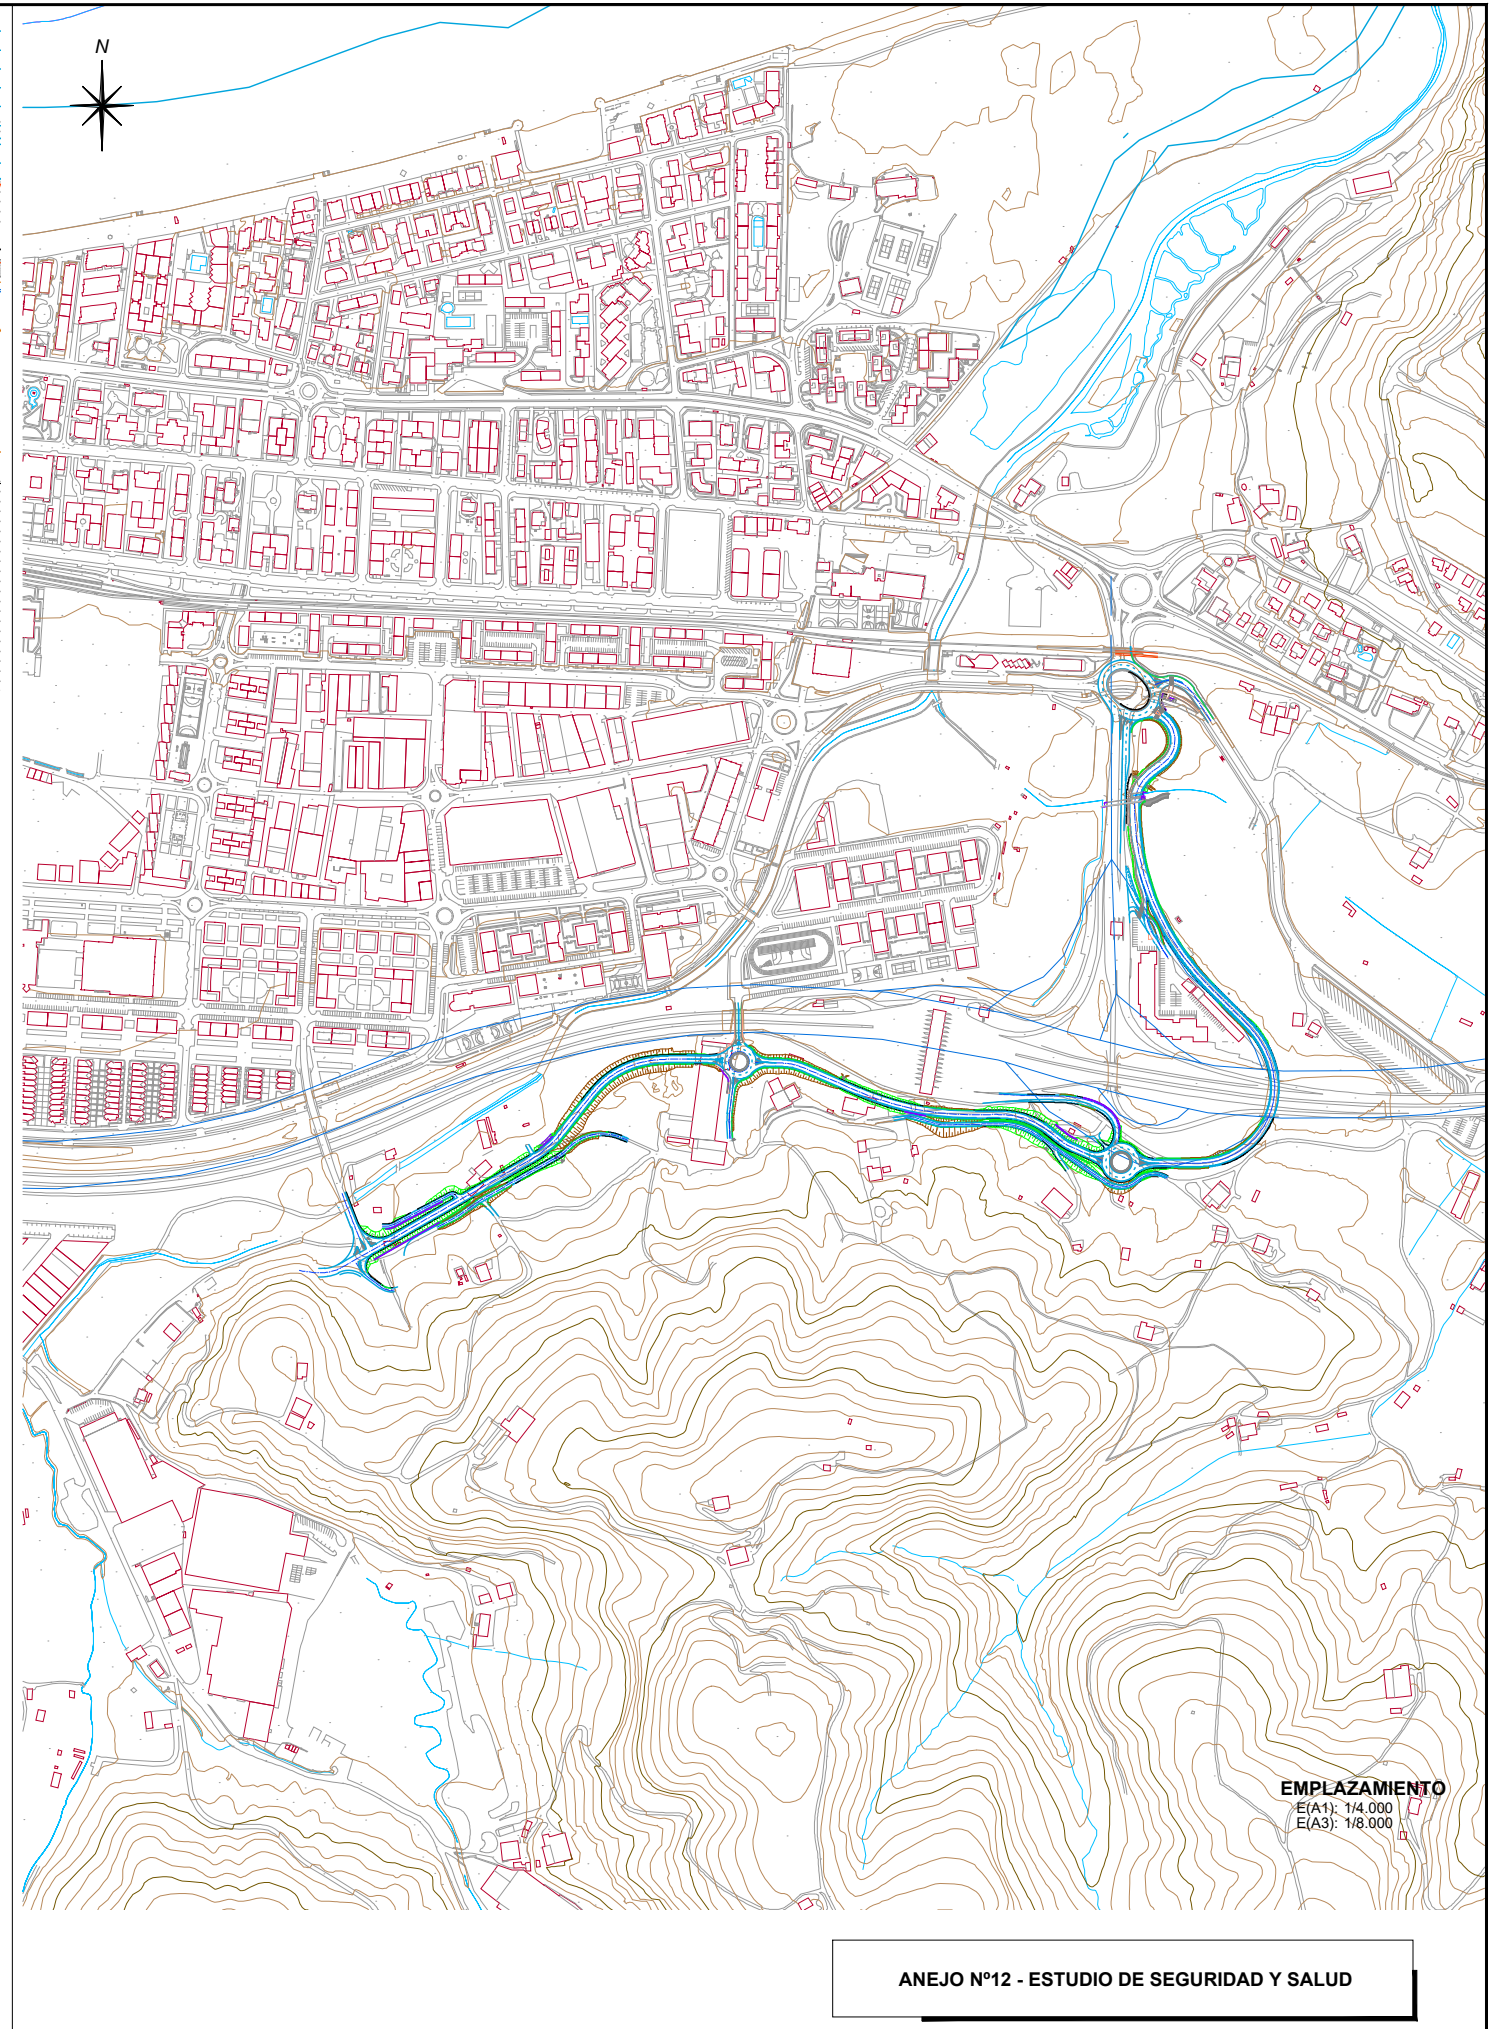 N
EMPLAZAMIENTO
E(A1): 1/4.000
E(A3): 1/8.000
ANEJO Nº12 - ESTUDIO DE SEGURIDAD Y SALUD